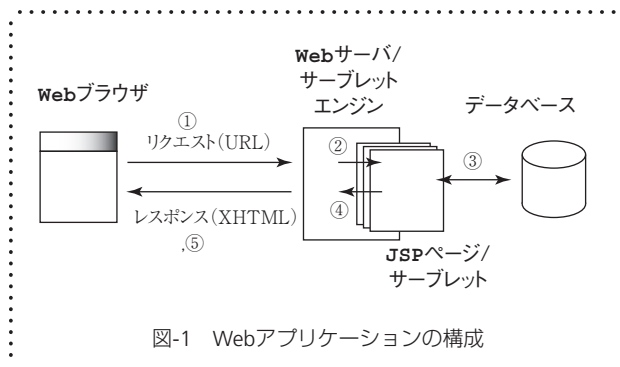 Webブラウザ
Webサーバ/
サーブレット
エンジン
データベース
①
リクエスト(URL)
②
③
④
レスポンス(XHTML)
,⑤
JSPページ/
サーブレット
図-1 Webアプリケーションの構成